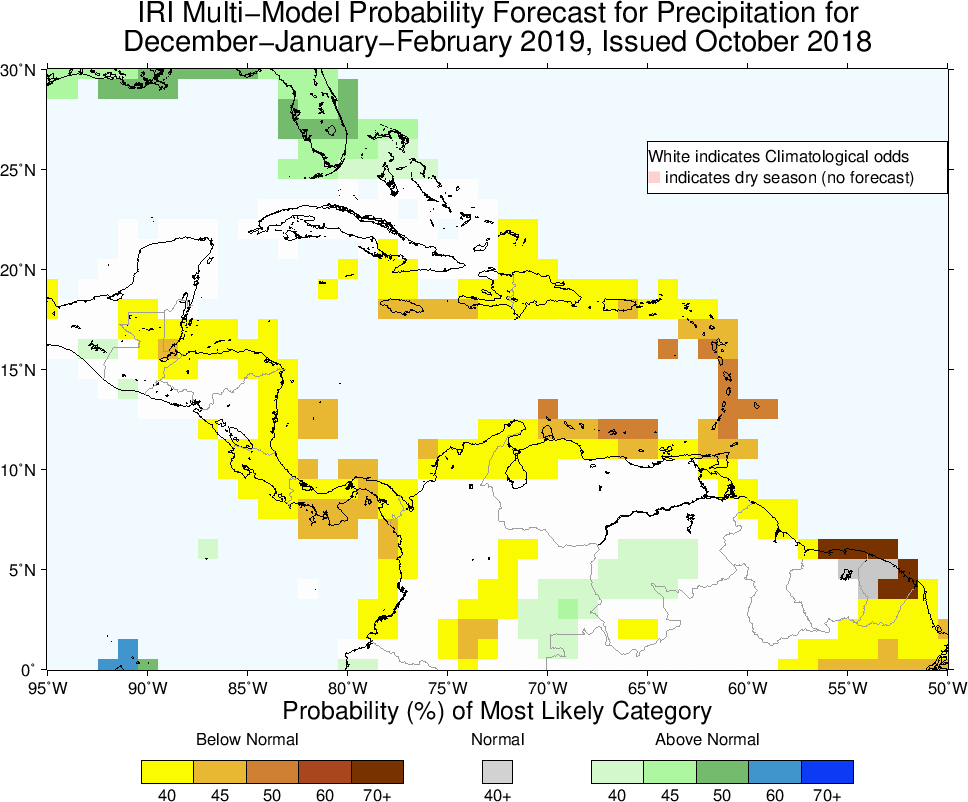 IRI Multi−Model Probability Forecast for Precipitation for
December−January−February 2019, Issued October 2018
30˚N
25˚N
20˚N
15˚N
10˚N
5˚N
0˚
White indicates Climatological odds
indicates dry season (no forecast)
95˚W 90˚W 85˚W 80˚W 75˚W 70˚W 65˚W 60˚W 55˚W 50˚W
Probability (%) of Most Likely Category
Below Normal Normal Above Normal
40 45 50 60 70+ 40+ 40 45 50 60 70+